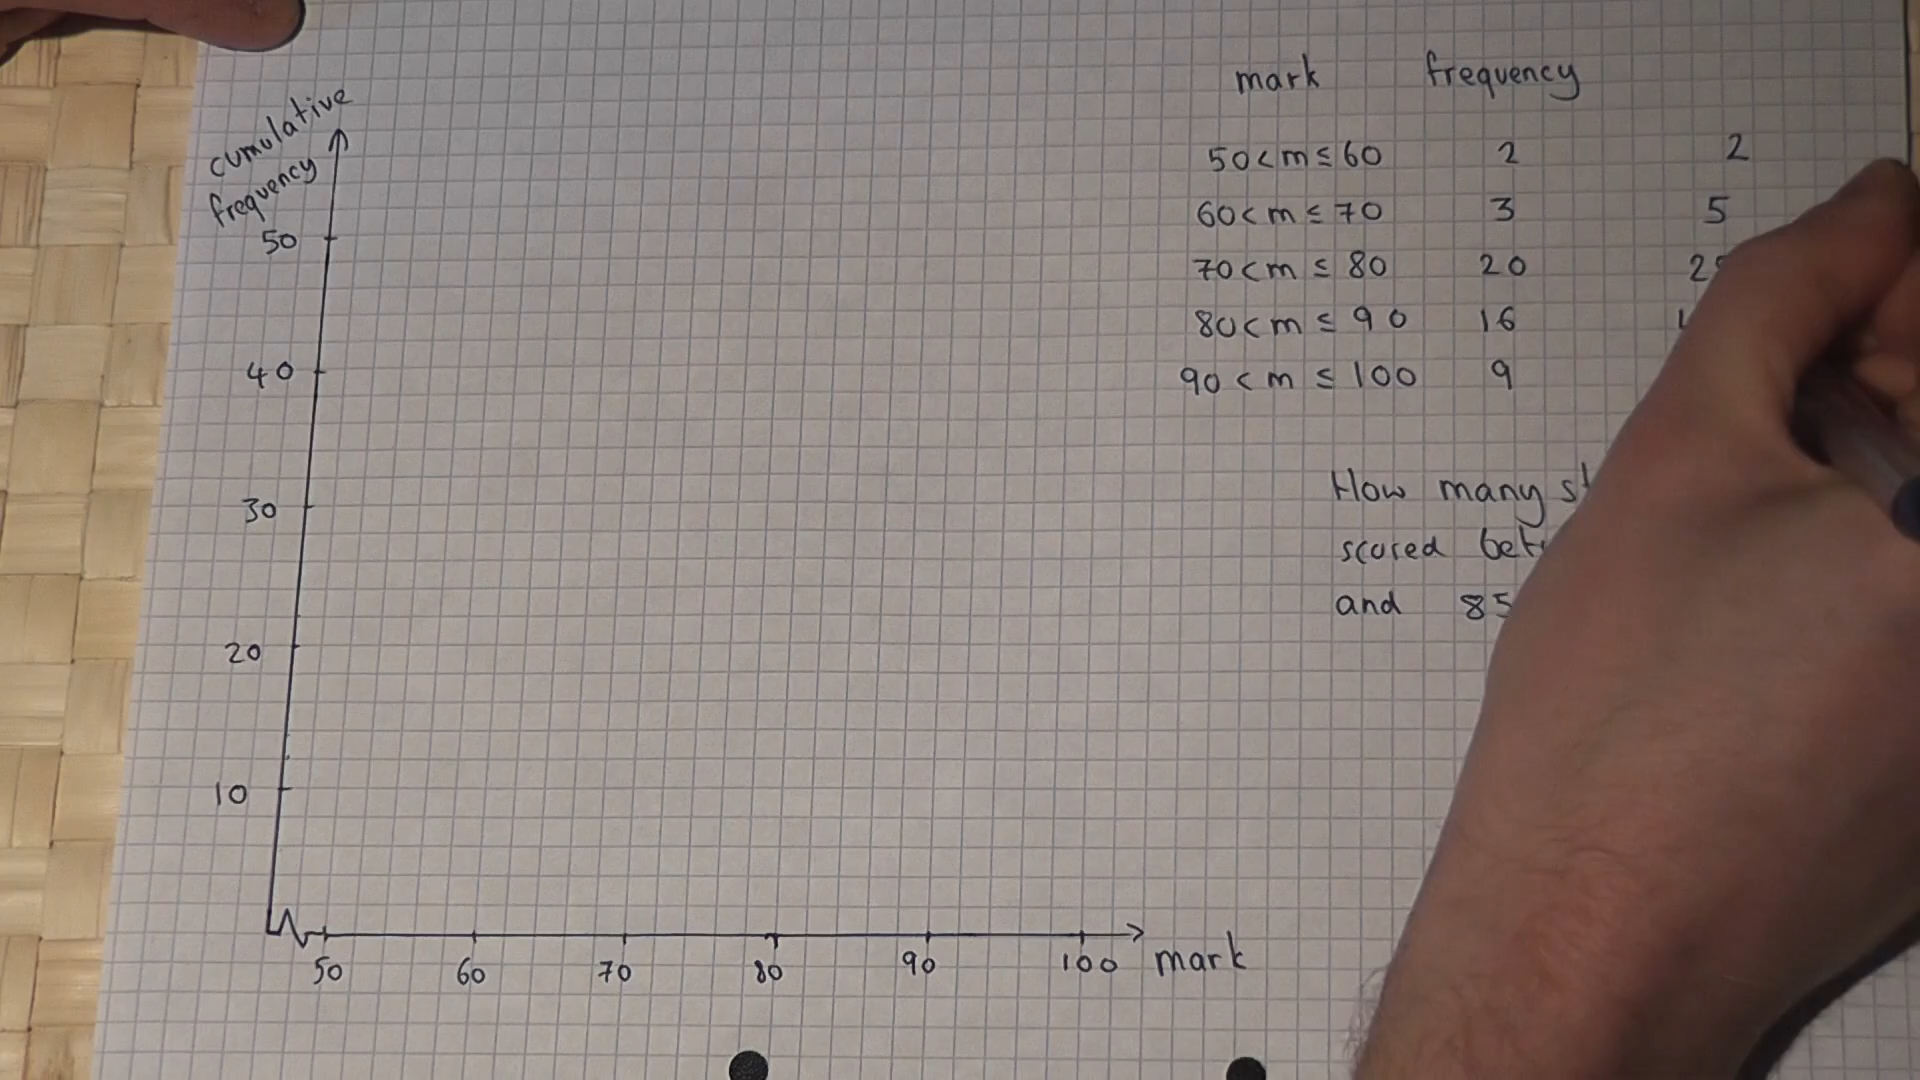 cumulative
frequency
50
40
30
20
10
50 60 70 80 90 100 mark
mark frequency
50 < m ≤ 60 2 2
60 < m ≤ 70 3 5
70 < m ≤ 80 20
80 < m ≤ 90 16
90 < m ≤ 100 9
How many
scored
and 85